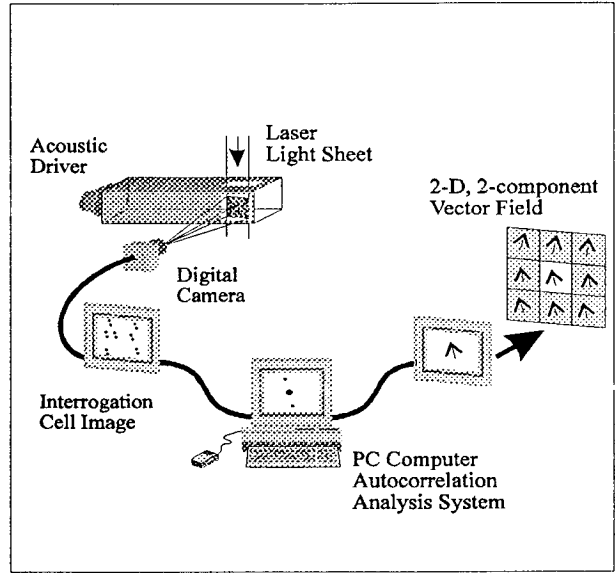 Acoustic
Driver
Laser
Light Sheet
2-D, 2-component
Vector Field
Digital
Camera
Interrogation
Cell Image
PC Computer
Autocorrelation
Analysis System